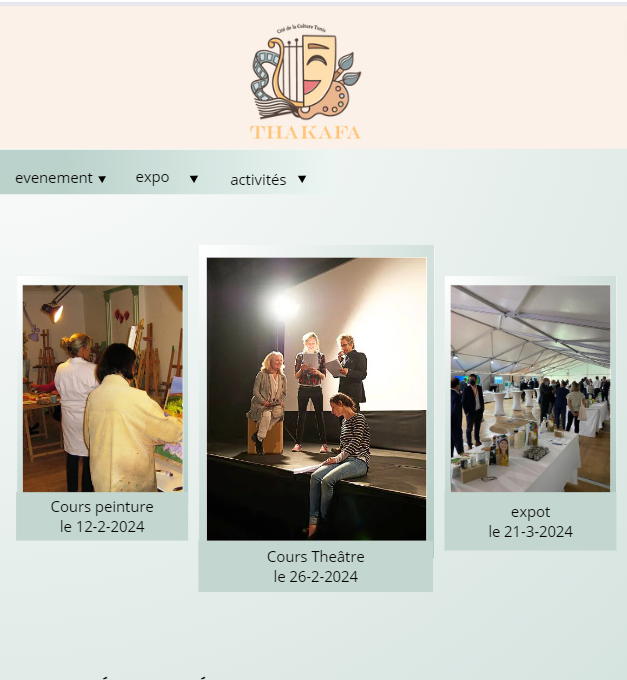 Cité de la Culture Tunis
THAKAFA
evenement ▼ expo ▼ activités ▼
Cours peinture
le 12-2-2024
Cours Theâtre
le 26-2-2024
expot
le 21-3-2024